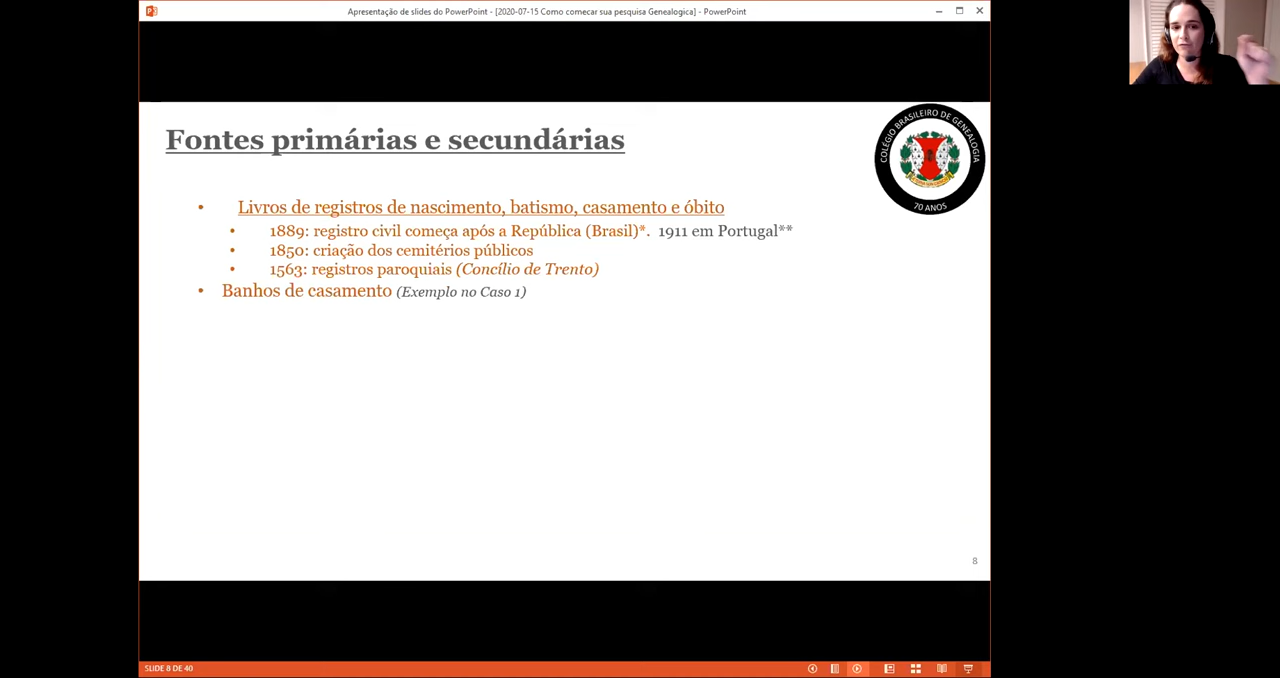 Apresentação de slides do PowerPoint - [2020-07-15 Como comecar sua pesquisa Genealogica] - PowerPoint
Fontes primárias e secundárias
COLÉGIO BRASILEIRO DE GENEALOGIA
70 ANOS
• Livros de registros de nascimento, batismo, casamento e óbito
• 1889: registro civil começa após a República (Brasil)*. 1911 em Portugal**
• 1850: criação dos cemitérios públicos
• 1563: registros paroquiais (Concílio de Trento)
• Banhos de casamento (Exemplo no Caso 1)
8
SLIDE 8 DE 40